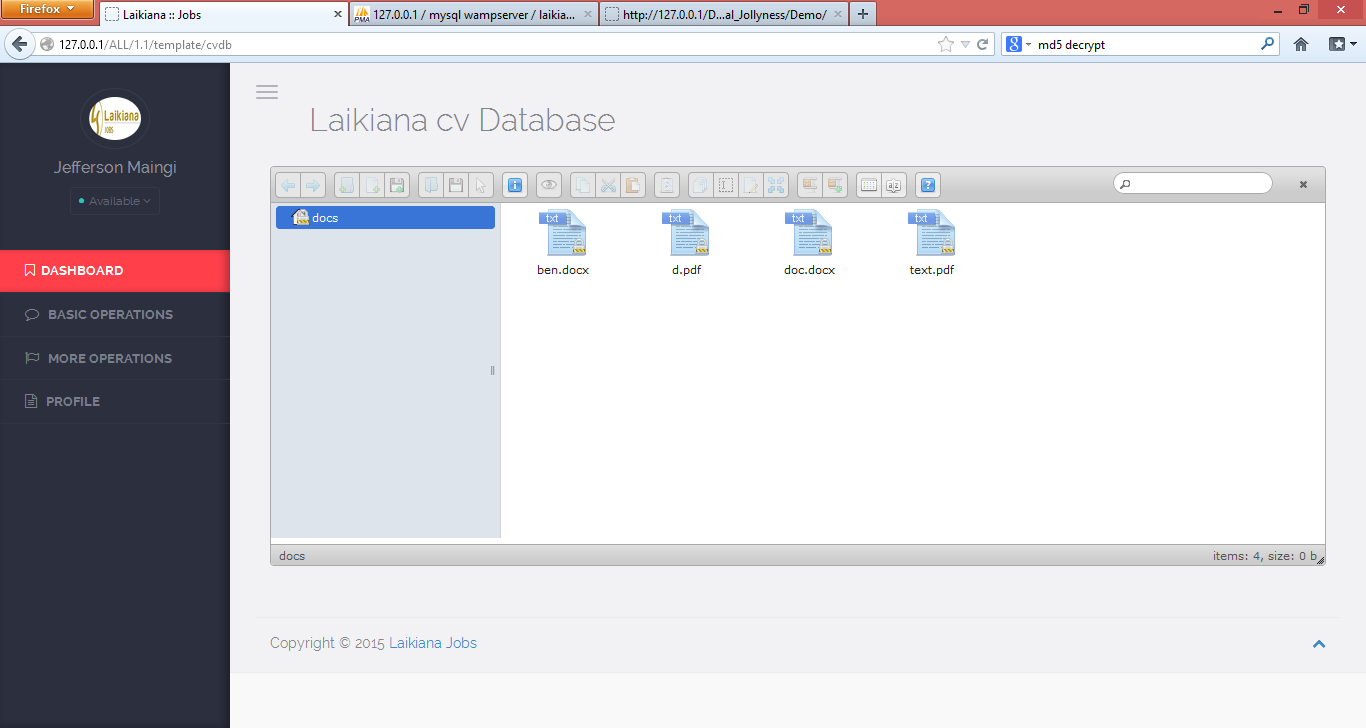 Firefox
Laikiana :: Jobs
127.0.0.1 / mysql wampserver / laikia...
http://127.0.0.1/D...al_Jollyness/Demo/
127.0.0.1/ALL/1.1/template/cvdb
md5 decrypt
Laikiana
JOBS
Jefferson Maingi
Available
DASHBOARD
BASIC OPERATIONS
MORE OPERATIONS
PROFILE
Laikiana cv Database
docs
txt txt txt txt
ben.docx d.pdf doc.docx text.pdf
docs items: 4, size: 0 b
Copyright © 2015 Laikiana Jobs